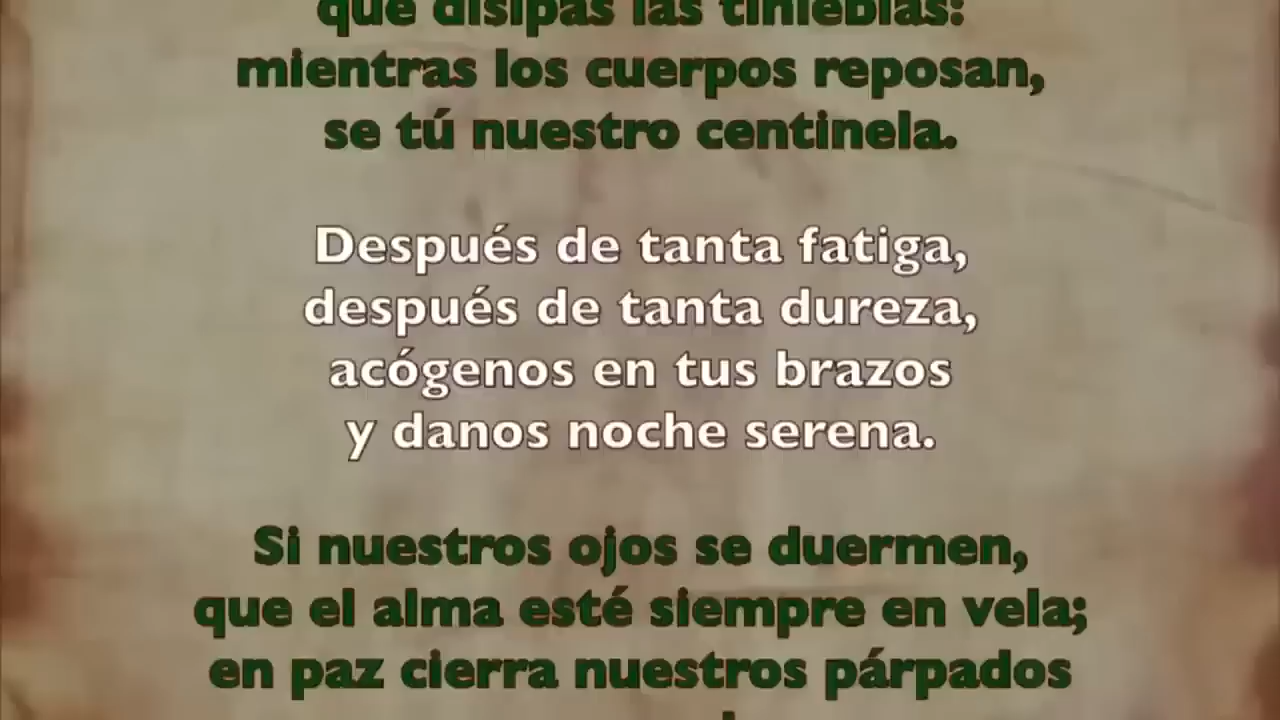 que disipas las tinieblas:
mientras los cuerpos reposan,
se tú nuestro centinela.
Después de tanta fatiga,
después de tanta dureza,
acógenos en tus brazos
y danos noche serena.
Si nuestros ojos se duermen,
que el alma esté siempre en vela;
en paz cierra nuestros párpados